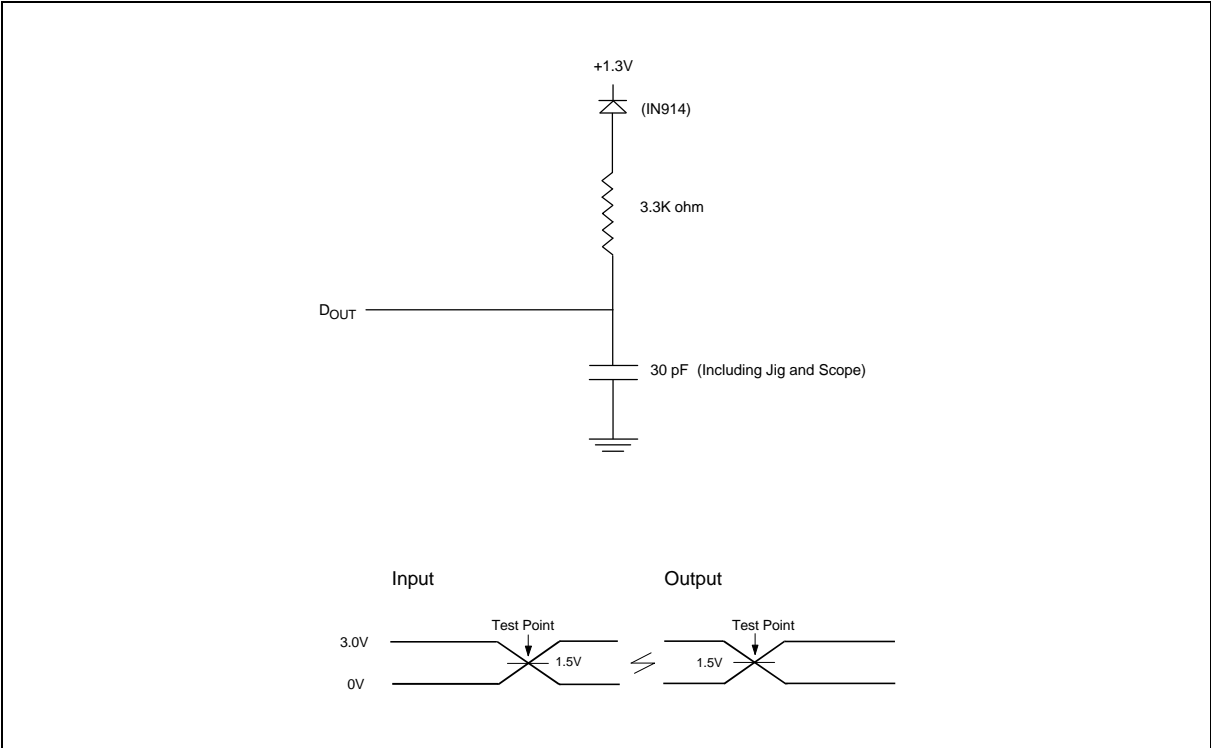 +1.3V
(IN914)
3.3K ohm
DOUT
30 pF (Including Jig and Scope)
Input Output
Test Point Test Point
3.0V
1.5V 1.5V
0V